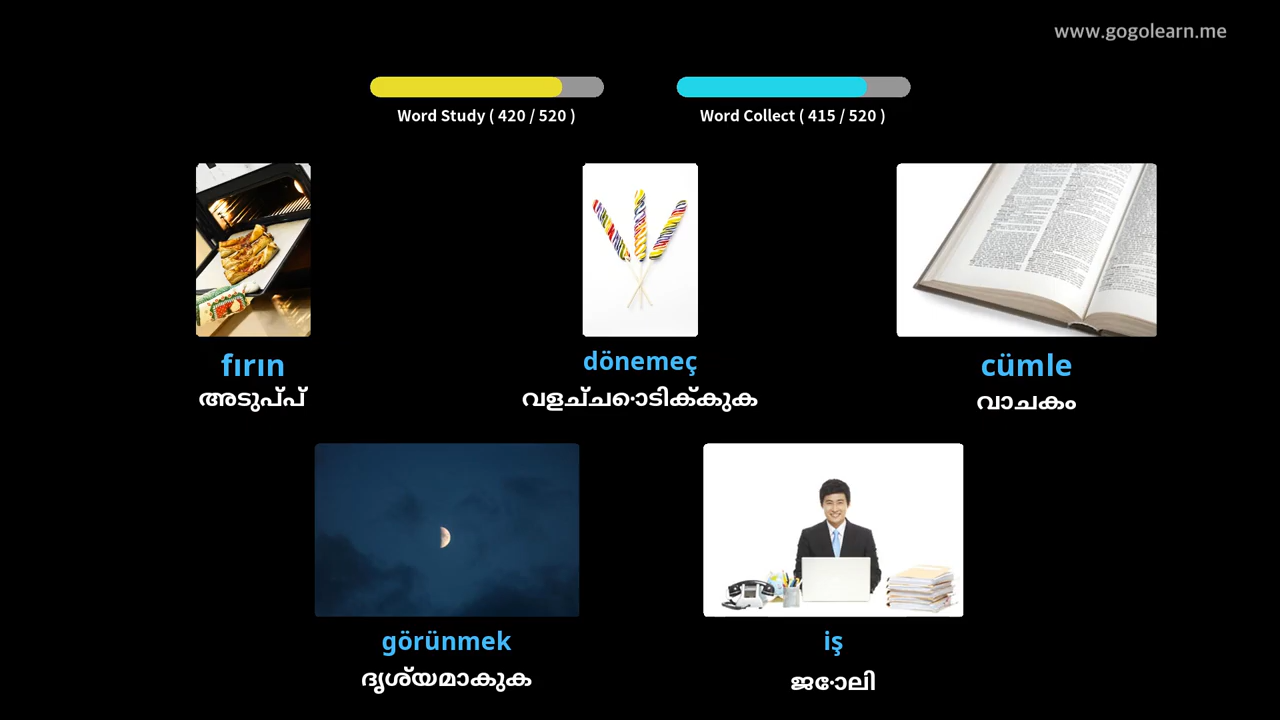 www.gogolearn.me
Word Study ( 420 / 520 )
Word Collect ( 415 / 520 )
fırın
അടുപ്പ്
dönemeç
വളച്ചൊടിക്കുക
cümle
വാചകം
görünmek
ദൃശ്യമാകുക
iş
ജോലി